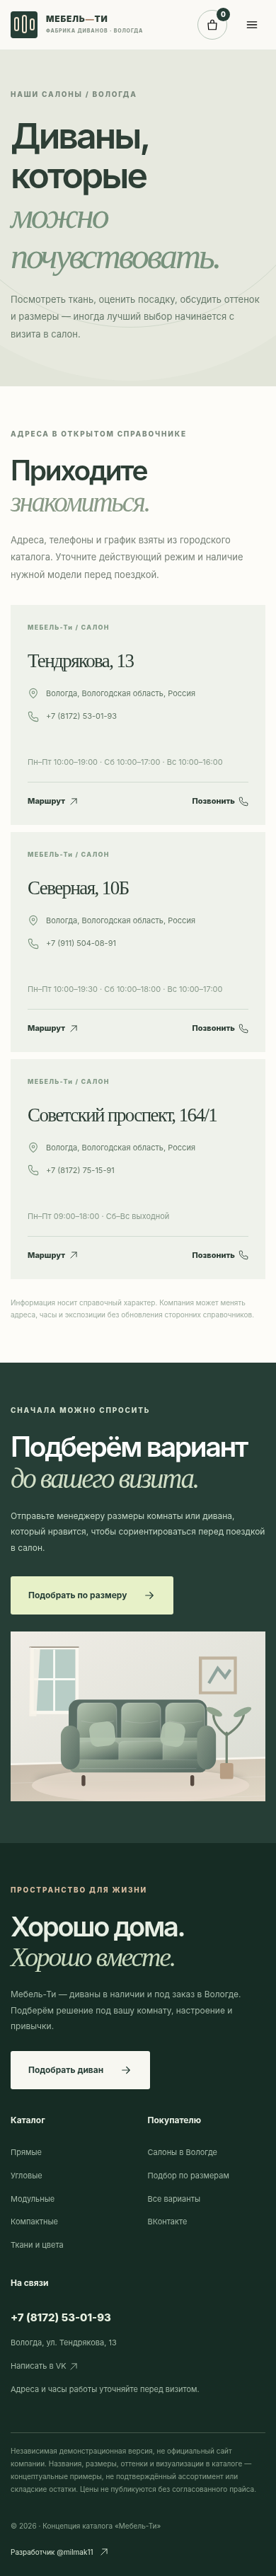 МЕБЕЛЬ—ТИ
ФАБРИКА ДИВАНОВ · ВОЛОГДА
0
НАШИ САЛОНЫ / ВОЛОГДА
Диваны,
которые
можно
почувствовать.
Посмотреть ткань, оценить посадку, обсудить оттенок
и размеры — иногда лучший выбор начинается с
визита в салон.
АДРЕСА В ОТКРЫТОМ СПРАВОЧНИКЕ
Приходите
знакомиться.
Адреса, телефоны и график взяты из городского
каталога. Уточните действующий режим и наличие
нужной модели перед поездкой.
МЕБЕЛЬ-Ти / САЛОН
Тендрякова, 13
Вологда, Вологодская область, Россия
+7 (8172) 53-01-93
Пн–Пт 10:00–19:00 · Сб 10:00–17:00 · Вс 10:00–16:00
Маршрут
Позвонить
МЕБЕЛЬ-Ти / САЛОН
Северная, 10Б
Вологда, Вологодская область, Россия
+7 (911) 504-08-91
Пн–Пт 10:00–19:30 · Сб 10:00–18:00 · Вс 10:00–17:00
Маршрут
Позвонить
МЕБЕЛЬ-Ти / САЛОН
Советский проспект, 164/1
Вологда, Вологодская область, Россия
+7 (8172) 75-15-91
Пн–Пт 09:00–18:00 · Сб–Вс выходной
Маршрут
Позвонить
Информация носит справочный характер. Компания может менять
адреса, часы и экспозиции без обновления сторонних справочников.
СНАЧАЛА МОЖНО СПРОСИТЬ
Подберём вариант
до вашего визита.
Отправьте менеджеру размеры комнаты или дивана,
который нравится, чтобы сориентироваться перед поездкой
в салон.
Подобрать по размеру
ПРОСТРАНСТВО ДЛЯ ЖИЗНИ
Хорошо дома.
Хорошо вместе.
Мебель-Ти — диваны в наличии и под заказ в Вологде.
Подберём решение под вашу комнату, настроение и
привычки.
Подобрать диван
Каталог
Прямые
Угловые
Модульные
Компактные
Ткани и цвета
Покупателю
Салоны в Вологде
Подбор по размерам
Все варианты
ВКонтакте
На связи
+7 (8172) 53-01-93
Вологда, ул. Тендрякова, 13
Написать в VK
Адреса и часы работы уточняйте перед визитом.
Независимая демонстрационная версия, не официальный сайт
компании. Названия, размеры, оттенки и визуализации в каталоге —
концептуальные примеры, не подтверждённый ассортимент или
складские остатки. Цены не публикуются без согласованного прайса.
© 2026 · Концепция каталога «Мебель-Ти»
Разработчик @milmak11